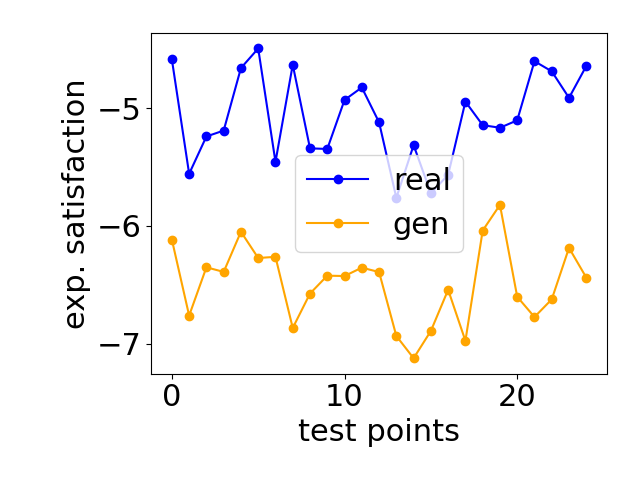 exp. satisfaction
−5
−6
−7
real
gen
0 10 20
test points